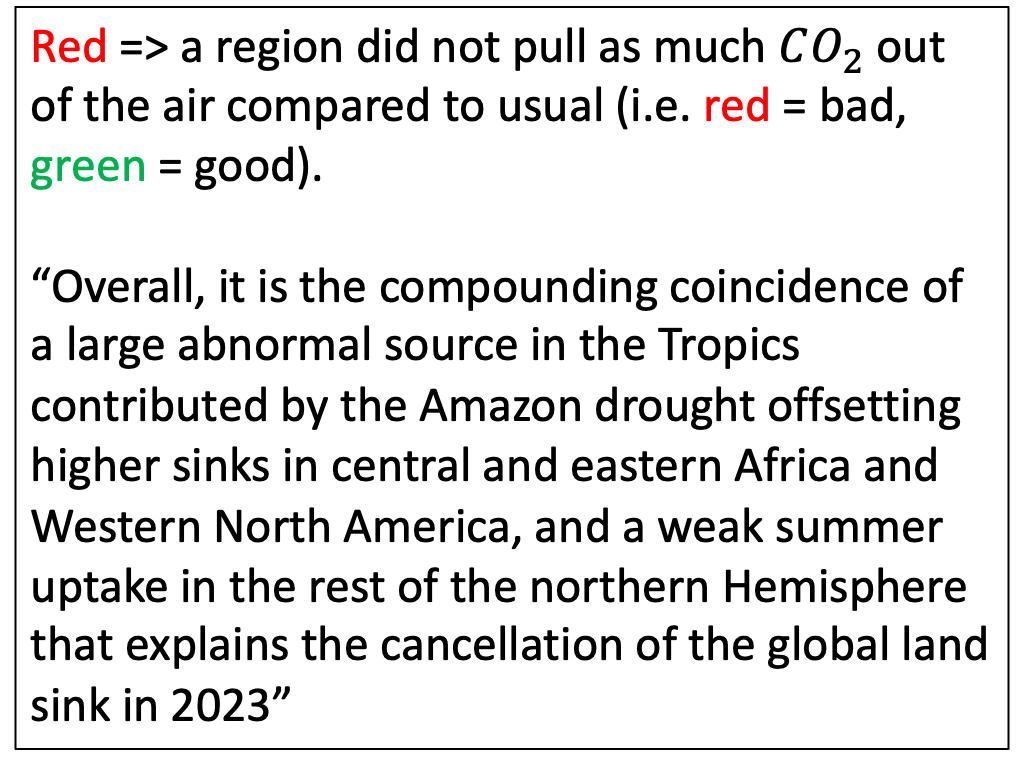 Red => a region did not pull as much 𝐶𝑂₂ out
of the air compared to usual (i.e. red = bad,
green = good).
“Overall, it is the compounding coincidence of
a large abnormal source in the Tropics
contributed by the Amazon drought offsetting
higher sinks in central and eastern Africa and
Western North America, and a weak summer
uptake in the rest of the northern Hemisphere
that explains the cancellation of the global land
sink in 2023”